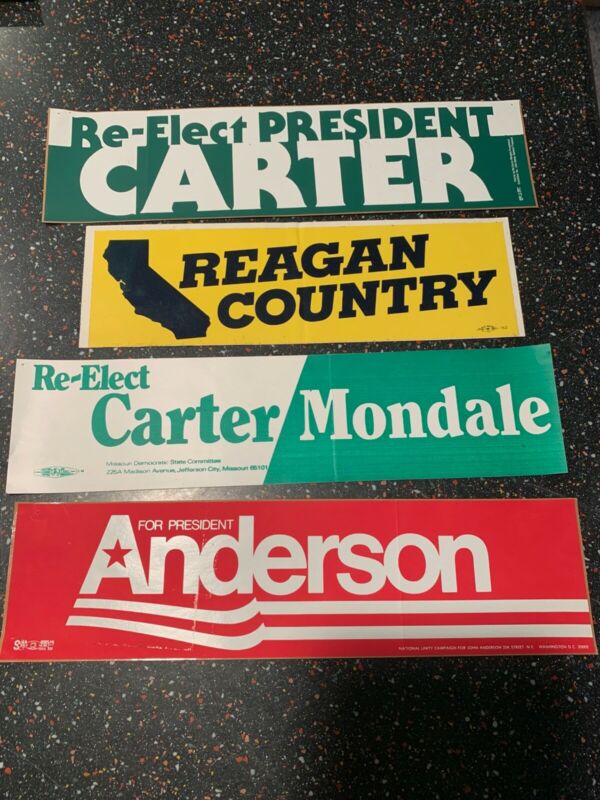 Re-Elect PRESIDENT
CARTER
REAGAN
COUNTRY
Re-Elect
Carter/Mondale
Missouri Democratic State Committee
225A Madison Avenue, Jefferson City, Missouri 65101
FOR PRESIDENT
Anderson
NATIONAL UNITY CAMPAIGN FOR JOHN ANDERSON STREET N.E. WASHINGTON D.C.